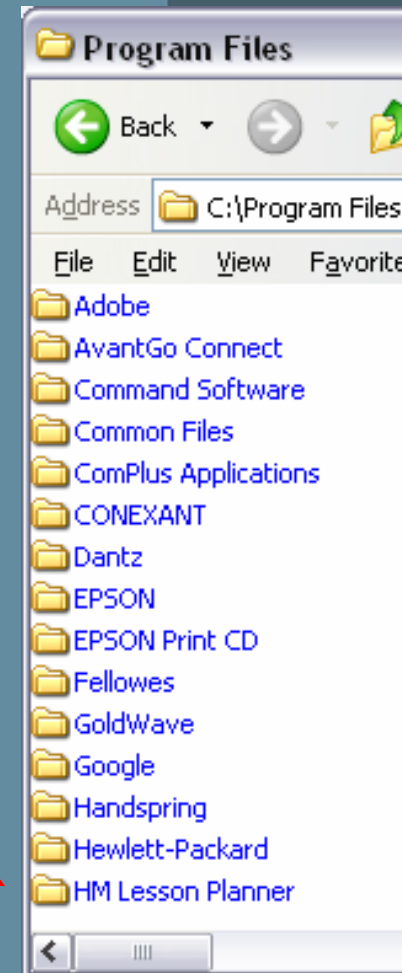 Program Files
Back
Address C:\Program Files
File Edit View Favorite
Adobe
AvantGo Connect
Command Software
Common Files
ComPlus Applications
CONEXANT
Dantz
EPSON
EPSON Print CD
Fellowes
GoldWave
Google
Handspring
Hewlett-Packard
HM Lesson Planner